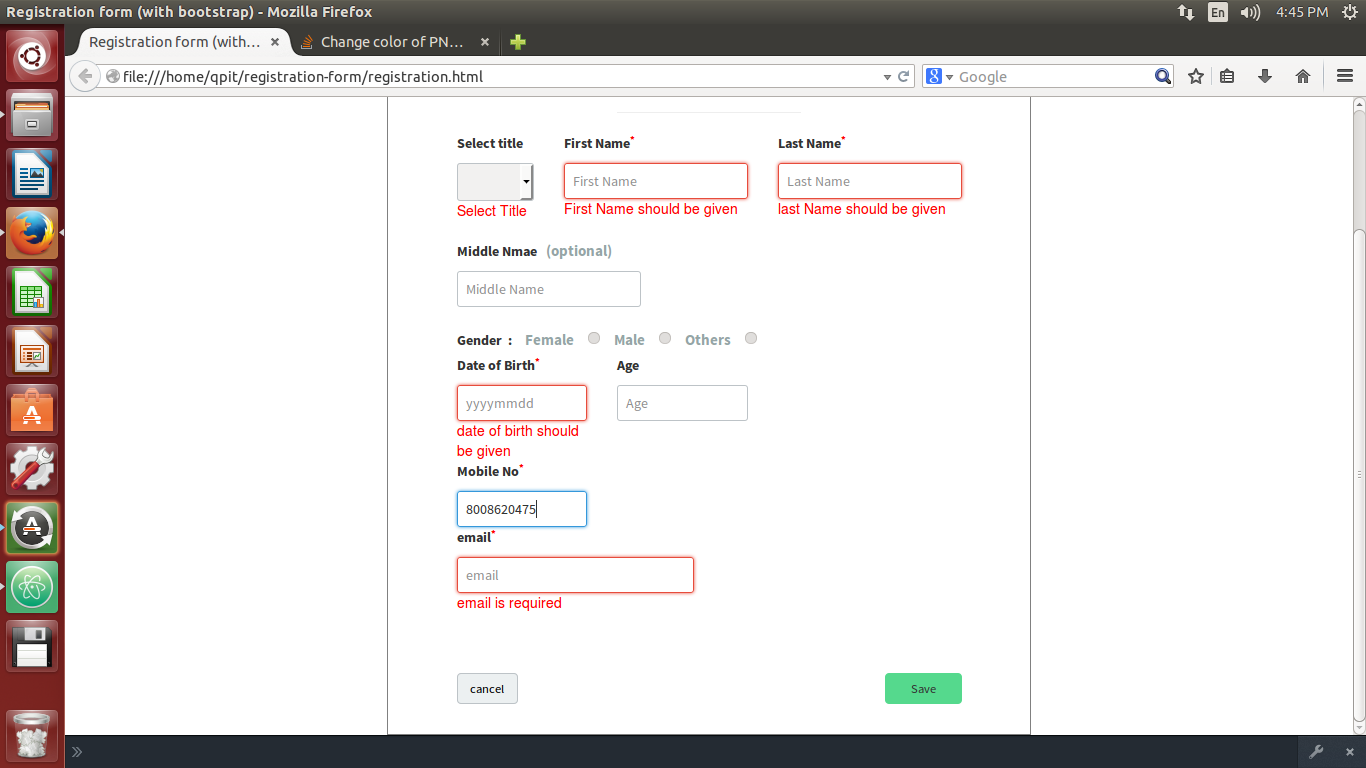 Registration form (with bootstrap) - Mozilla Firefox
En
4:45 PM
Registration form (with...
Change color of PN...
file:///home/qpit/registration-form/registration.html
8
Google
Select title
First Name*
Last Name*
First Name
Last Name
Select Title
First Name should be given
last Name should be given
Middle Nmae (optional)
Middle Name
Gender : Female Male Others
Date of Birth*
Age
yyyymmdd
Age
date of birth should
be given
Mobile No*
8008620475
email*
email
email is required
cancel
Save